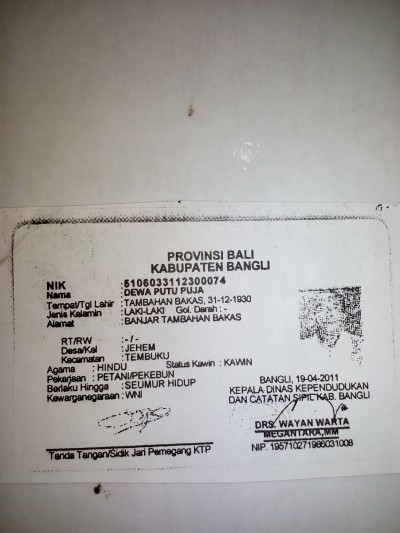 PROVINSI BALI
KABUPATEN BANGLI
NIK : 5106033112300074
Nama : DEWA PUTU PUJA
Tempat/Tgl Lahir : TAMBAHAN BAKAS, 31-12-1930
Jenis Kelamin : LAKI-LAKI Gol. Darah : -
Alamat : BANJAR TAMBAHAN BAKAS
RT/RW : - / -
Desa/Kel : JEHEM
Kecamatan : TEMBUKU
Agama : HINDU Status Kawin : KAWIN
Pekerjaan : PETANI/PEKEBUN
Berlaku Hingga : SEUMUR HIDUP
Kewarganegaraan : WNI
BANGLI, 19-04-2011
KEPALA DINAS KEPENDUDUKAN
DAN CATATAN SIPIL KAB. BANGLI
DRS. WAYAN WARTA
MEGANTARA,MM
NIP. 195710271986031008
Tanda Tangan/Sidik Jari Pemegang KTP